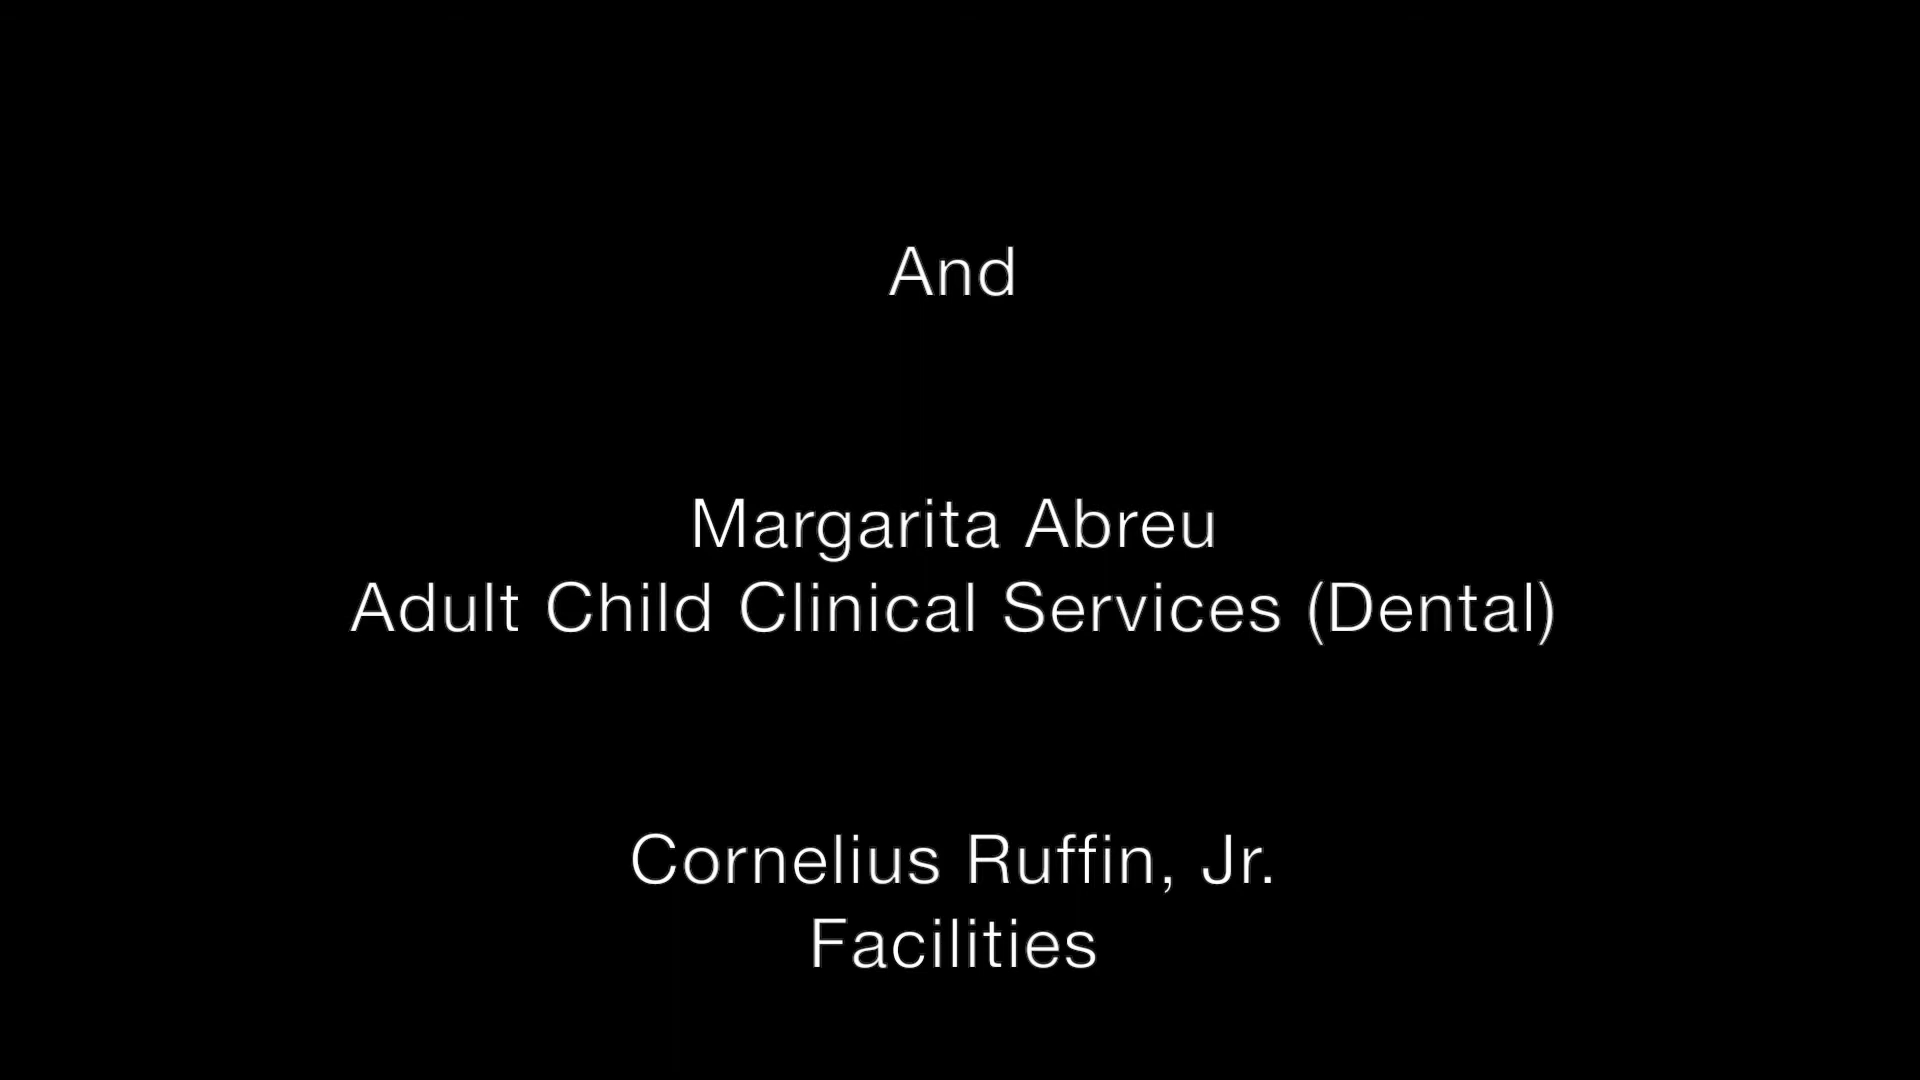 And
Margarita Abreu
Adult Child Clinical Services (Dental)
Cornelius Ruffin, Jr.
Facilities